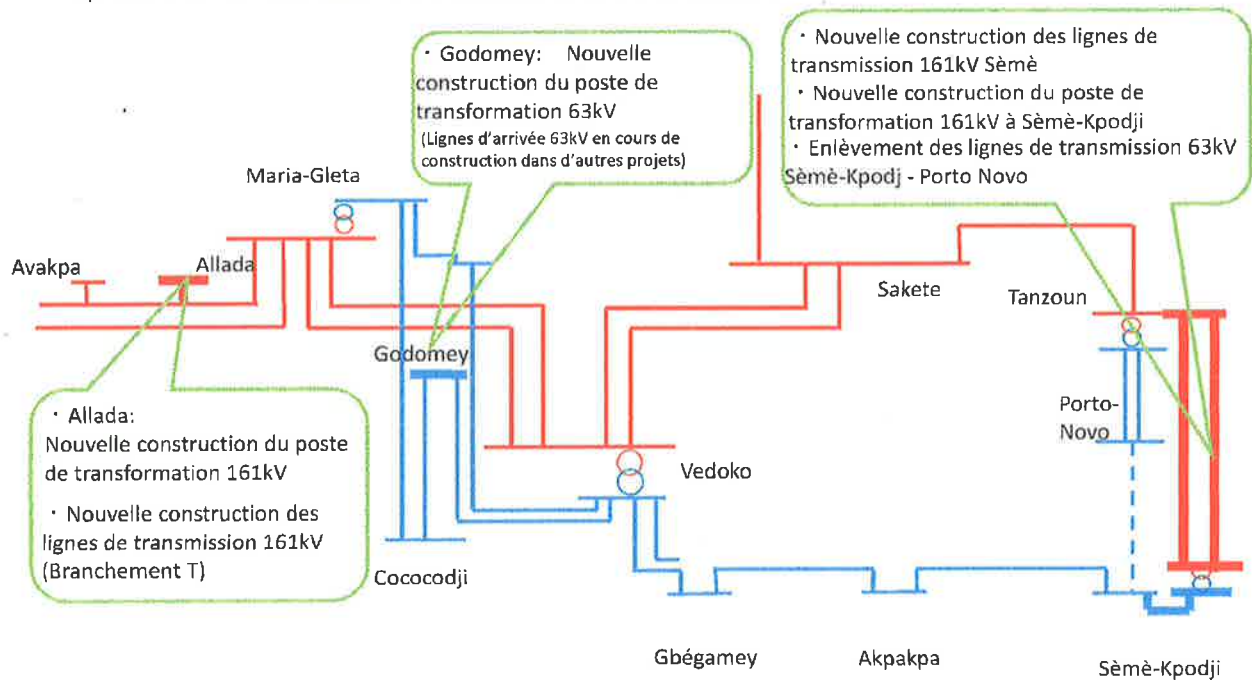 · Godomey: Nouvelle
construction du poste de
transformation 63kV
(Lignes d'arrivée 63kV en cours de
construction dans d'autres projets)
· Nouvelle construction des lignes de
transmission 161kV Sèmè
· Nouvelle construction du poste de
transformation 161kV à Sèmè-Kpodji
· Enlèvement des lignes de transmission 63kV
Sèmè-Kpodj - Porto Novo
Maria-Gleta
Avakpa
Allada
Sakete
Tanzoun
Godomey
Porto-
Novo
· Allada:
Nouvelle construction du poste
de transformation 161kV
· Nouvelle construction des
lignes de transmission 161kV
(Branchement T)
Vedoko
Cococodji
Gbégamey
Akpakpa
Sèmè-Kpodji